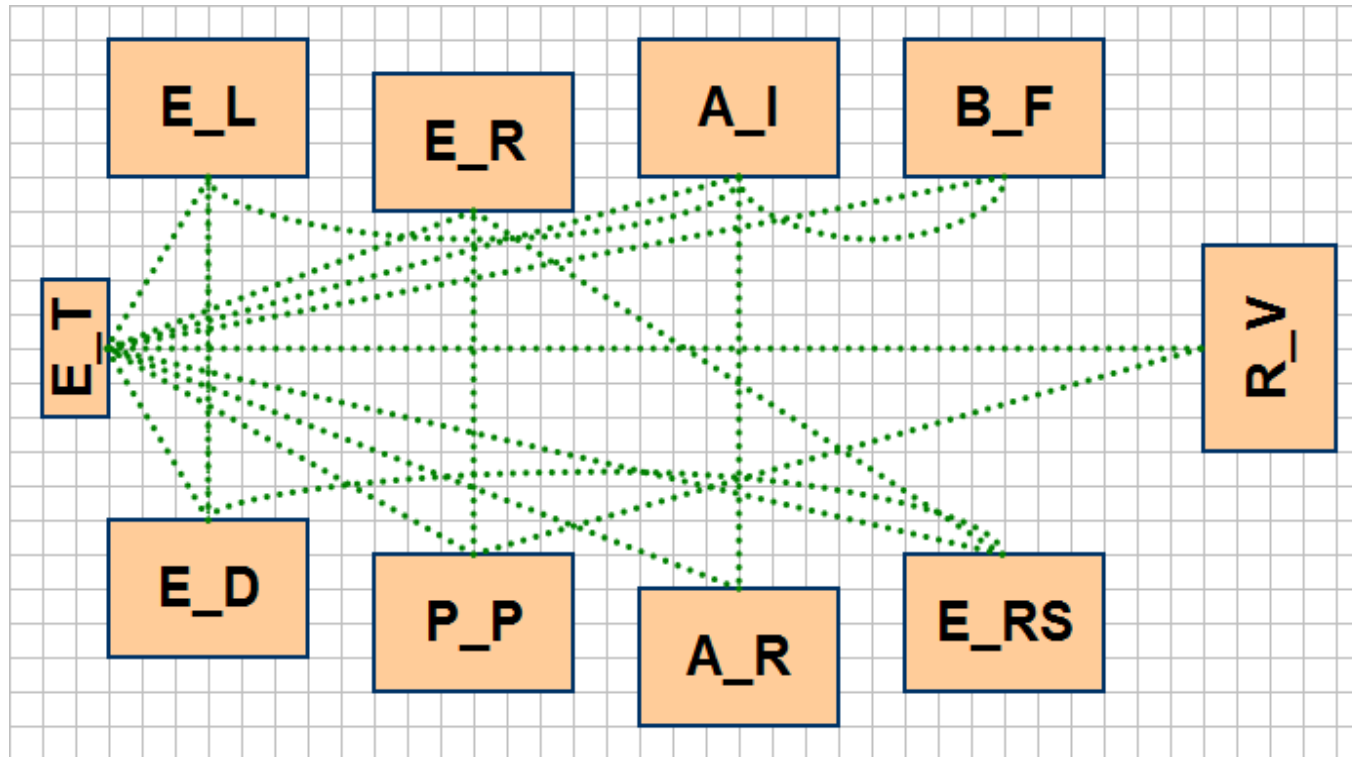 E_L
E_R
A_I
B_F
E_T
R_V
E_D
P_P
A_R
E_RS